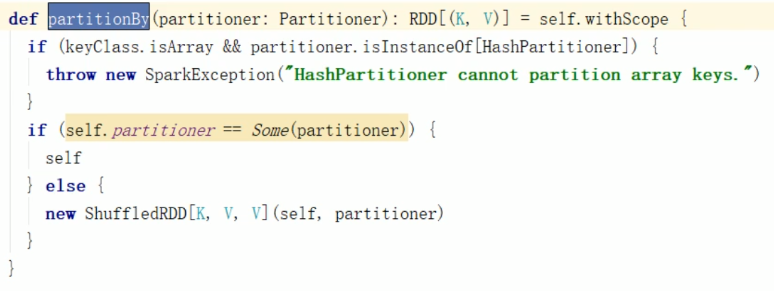 def partitionBy(partitioner: Partitioner): RDD[(K, V)] = self.withScope {
  if (keyClass.isArray && partitioner.isInstanceOf[HashPartitioner]) {
    throw new SparkException("HashPartitioner cannot partition array keys.")
  }
  if (self.partitioner == Some(partitioner)) {
    self
  } else {
    new ShuffledRDD[K, V, V](self, partitioner)
  }
}